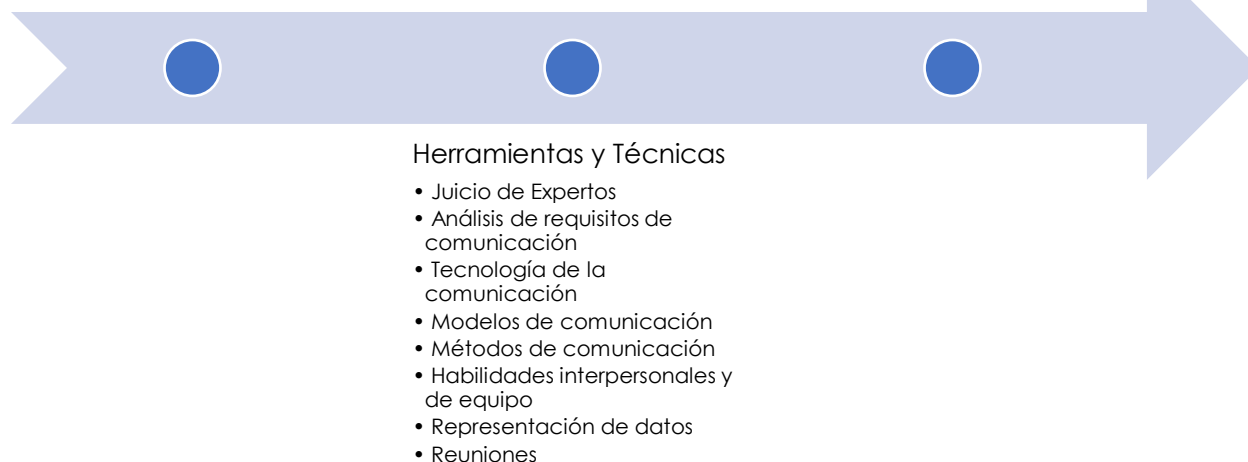 Herramientas y Técnicas
• Juicio de Expertos
• Análisis de requisitos de
comunicación
• Tecnología de la
comunicación
• Modelos de comunicación
• Métodos de comunicación
• Habilidades interpersonales y
de equipo
• Representación de datos
• Reuniones